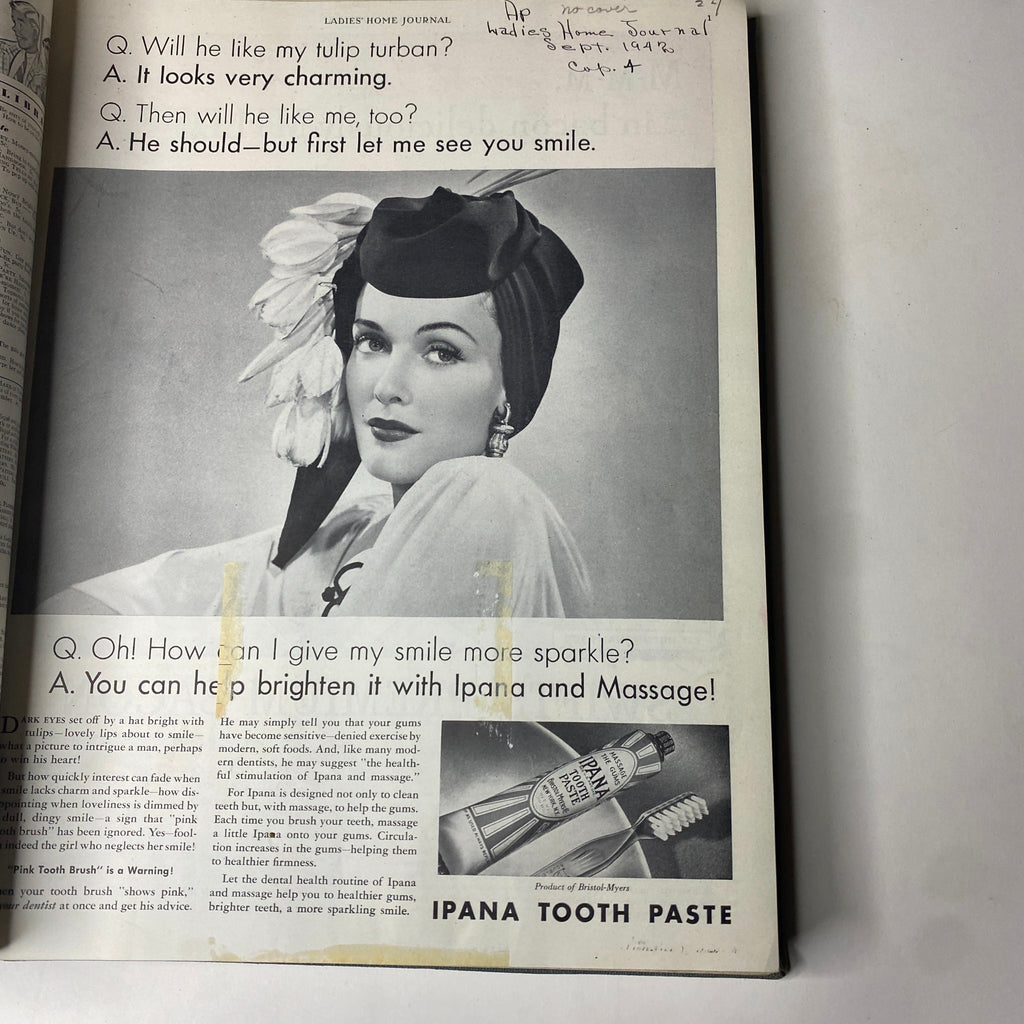 LADIES' HOME JOURNAL
Ap no cover
Ladies Home Journal
Sept. 1942
Cop. 4
Q. Will he like my tulip turban?
A. It looks very charming.
Q. Then will he like me, too?
A. He should—but first let me see you smile.
Q. Oh! How can I give my smile more sparkle?
A. You can help brighten it with Ipana and Massage!
DARK EYES set off by a hat bright with
tulips—lovely lips about to smile—
what a picture to intrigue a man, perhaps
to win his heart!
But how quickly interest can fade when
smile lacks charm and sparkle—how dis-
appointing when loveliness is dimmed by
dull, dingy smile—a sign that "pink
tooth brush" has been ignored. Yes—fool-
indeed the girl who neglects her smile!
"Pink Tooth Brush" is a Warning!
en your tooth brush "shows pink,"
your dentist at once and get his advice.
He may simply tell you that your gums
have become sensitive—denied exercise by
modern, soft foods. And, like many mod-
ern dentists, he may suggest "the health-
ful stimulation of Ipana and massage."
For Ipana is designed not only to clean
teeth but, with massage, to help the gums.
Each time you brush your teeth, massage
a little Ipana onto your gums. Circula-
tion increases in the gums—helping them
to healthier firmness.
Let the dental health routine of Ipana
and massage help you to healthier gums,
brighter teeth, a more sparkling smile.
MASSAGE
THE GUMS
IPANA
TOOTH
PASTE
Bristol-Myers
NEW YORK, N.Y.
Product of Bristol-Myers
IPANA TOOTH PASTE